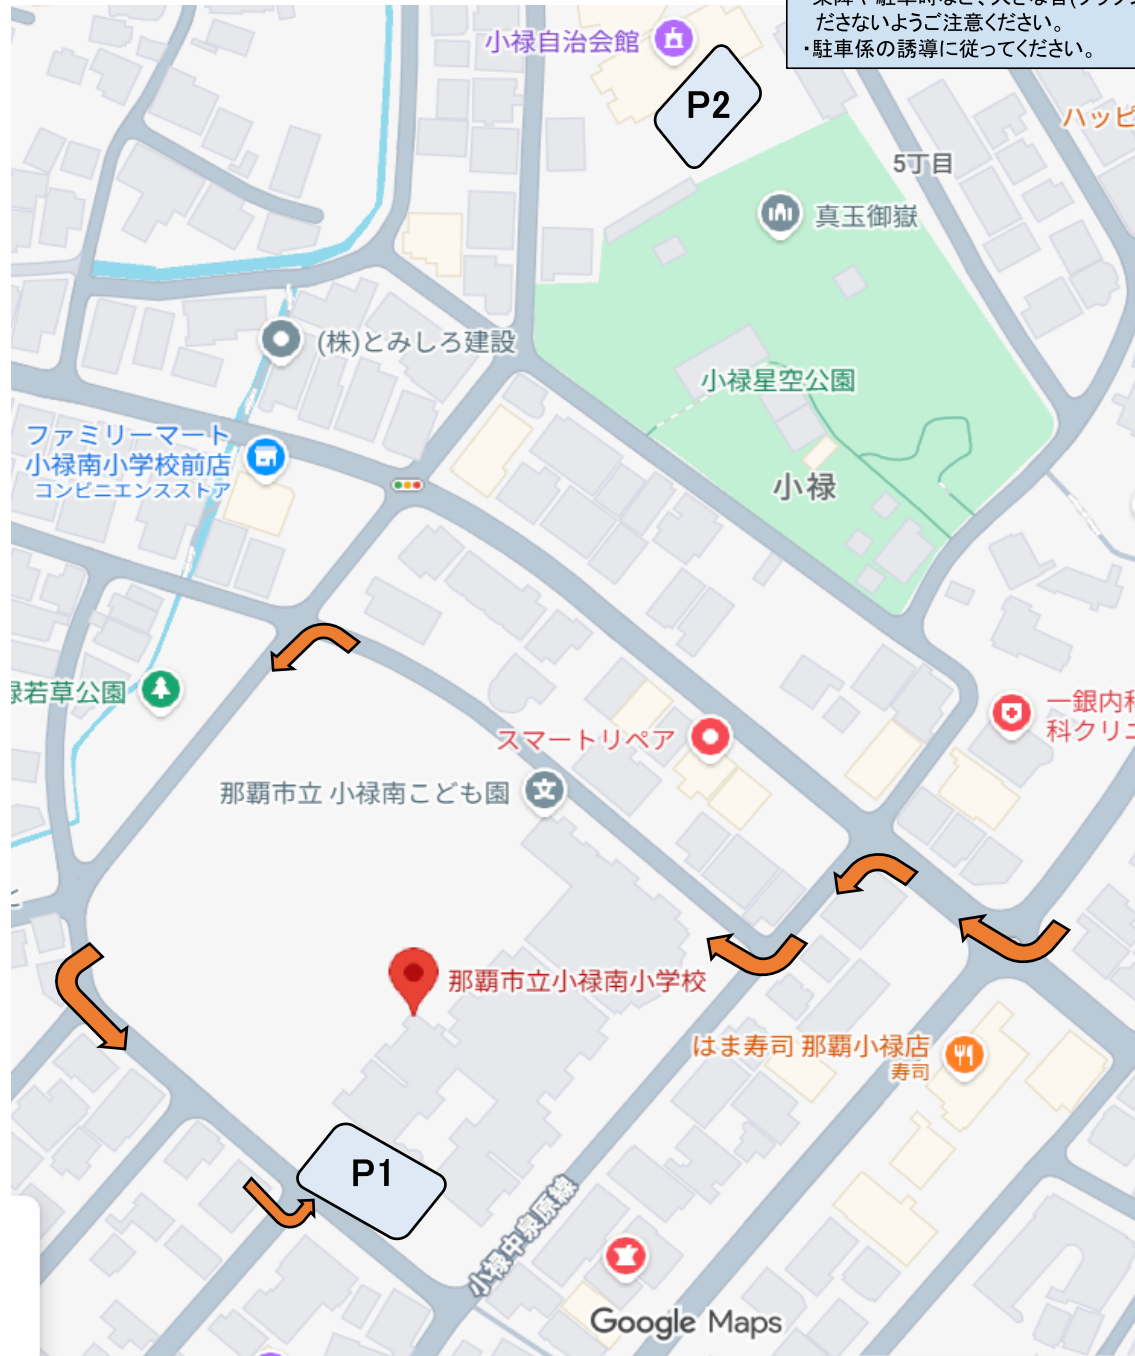 ださないようご注意ください。
・駐車係の誘導に従ってください。
小禄自治会館
P2
ハッピ
5丁目
真玉御嶽
(株)とみしろ建設
小禄星空公園
ファミリーマート
小禄南小学校前店
コンビニエンスストア
小禄
若草公園
一銀内科
科クリニ
スマートリペア
那覇市立 小禄南こども園
那覇市立小禄南小学校
はま寿司 那覇小禄店
寿司
P1
小禄中泉原線
Google Maps